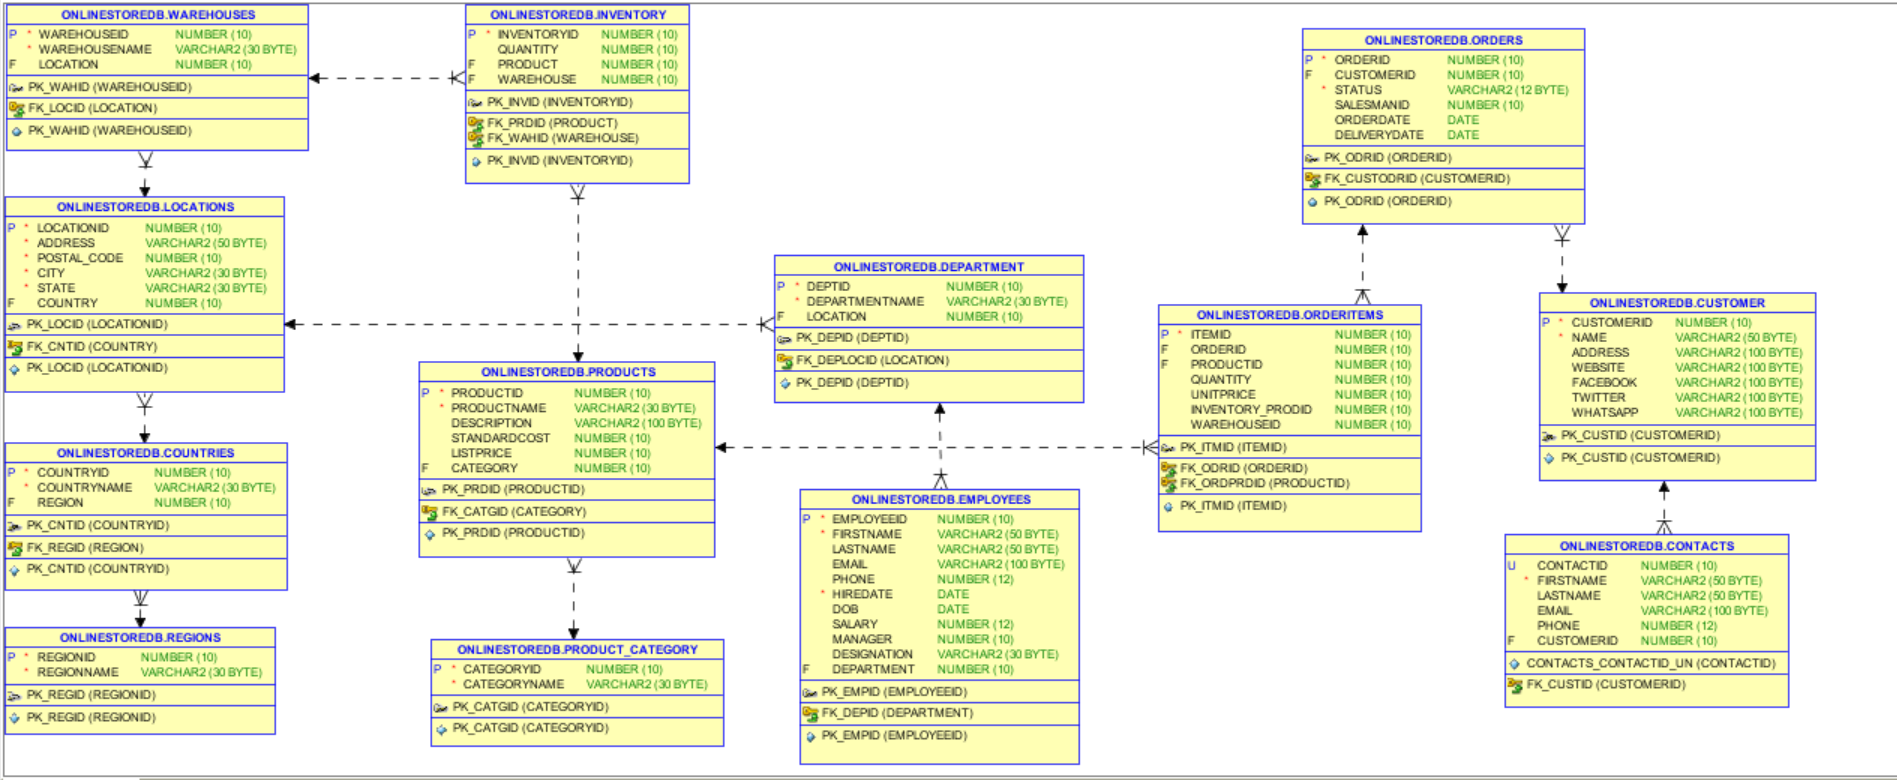 ONLINESTOREDB.WAREHOUSES
P * WAREHOUSEID NUMBER (10)
* WAREHOUSENAME VARCHAR2 (30 BYTE)
F LOCATION NUMBER (10)
PK_WAHID (WAREHOUSEID)
FK_LOCID (LOCATION)
PK_WAHID (WAREHOUSEID)
ONLINESTOREDB.INVENTORY
P * INVENTORYID NUMBER (10)
QUANTITY NUMBER (10)
F PRODUCT NUMBER (10)
F WAREHOUSE NUMBER (10)
PK_INVID (INVENTORYID)
FK_PRDID (PRODUCT)
FK_WAHID (WAREHOUSE)
PK_INVID (INVENTORYID)
ONLINESTOREDB.ORDERS
P * ORDERID NUMBER (10)
F CUSTOMERID NUMBER (10)
* STATUS VARCHAR2 (12 BYTE)
SALESMANID NUMBER (10)
ORDERDATE DATE
DELIVERYDATE DATE
PK_ODRID (ORDERID)
FK_CUSTODRID (CUSTOMERID)
PK_ODRID (ORDERID)
ONLINESTOREDB.LOCATIONS
P * LOCATIONID NUMBER (10)
* ADDRESS VARCHAR2 (50 BYTE)
* POSTAL_CODE NUMBER (10)
* CITY VARCHAR2 (30 BYTE)
* STATE VARCHAR2 (30 BYTE)
F COUNTRY NUMBER (10)
PK_LOCID (LOCATIONID)
FK_CNTID (COUNTRY)
PK_LOCID (LOCATIONID)
ONLINESTOREDB.DEPARTMENT
P * DEPTID NUMBER (10)
* DEPARTMENTNAME VARCHAR2 (30 BYTE)
F LOCATION NUMBER (10)
PK_DEPID (DEPTID)
FK_DEPLOCID (LOCATION)
PK_DEPID (DEPTID)
ONLINESTOREDB.ORDERITEMS
P * ITEMID NUMBER (10)
F ORDERID NUMBER (10)
F PRODUCTID NUMBER (10)
QUANTITY NUMBER (10)
UNITPRICE NUMBER (10)
INVENTORY_PRODID NUMBER (10)
WAREHOUSEID NUMBER (10)
PK_ITMID (ITEMID)
FK_ODRID (ORDERID)
FK_ORDPRDID (PRODUCTID)
PK_ITMID (ITEMID)
ONLINESTOREDB.CUSTOMER
P * CUSTOMERID NUMBER (10)
* NAME VARCHAR2 (50 BYTE)
ADDRESS VARCHAR2 (100 BYTE)
WEBSITE VARCHAR2 (100 BYTE)
FACEBOOK VARCHAR2 (100 BYTE)
TWITTER VARCHAR2 (100 BYTE)
WHATSAPP VARCHAR2 (100 BYTE)
PK_CUSTID (CUSTOMERID)
PK_CUSTID (CUSTOMERID)
ONLINESTOREDB.PRODUCTS
P * PRODUCTID NUMBER (10)
* PRODUCTNAME VARCHAR2 (30 BYTE)
DESCRIPTION VARCHAR2 (100 BYTE)
STANDARDCOST NUMBER (10)
LISTPRICE NUMBER (10)
F CATEGORY NUMBER (10)
PK_PRDID (PRODUCTID)
FK_CATGID (CATEGORY)
PK_PRDID (PRODUCTID)
ONLINESTOREDB.COUNTRIES
P * COUNTRYID NUMBER (10)
* COUNTRYNAME VARCHAR2 (30 BYTE)
F REGION NUMBER (10)
PK_CNTID (COUNTRYID)
FK_REGID (REGION)
PK_CNTID (COUNTRYID)
ONLINESTOREDB.EMPLOYEES
P * EMPLOYEEID NUMBER (10)
* FIRSTNAME VARCHAR2 (50 BYTE)
LASTNAME VARCHAR2 (50 BYTE)
EMAIL VARCHAR2 (100 BYTE)
PHONE NUMBER (12)
* HIREDATE DATE
DOB DATE
SALARY NUMBER (12)
MANAGER NUMBER (10)
DESIGNATION VARCHAR2 (30 BYTE)
F DEPARTMENT NUMBER (10)
PK_EMPID (EMPLOYEEID)
FK_DEPID (DEPARTMENT)
PK_EMPID (EMPLOYEEID)
ONLINESTOREDB.CONTACTS
U CONTACTID NUMBER (10)
* FIRSTNAME VARCHAR2 (50 BYTE)
LASTNAME VARCHAR2 (50 BYTE)
EMAIL VARCHAR2 (100 BYTE)
PHONE NUMBER (12)
F CUSTOMERID NUMBER (10)
CONTACTS_CONTACTID_UN (CONTACTID)
FK_CUSTID (CUSTOMERID)
ONLINESTOREDB.REGIONS
P * REGIONID NUMBER (10)
* REGIONNAME VARCHAR2 (30 BYTE)
PK_REGID (REGIONID)
PK_REGID (REGIONID)
ONLINESTOREDB.PRODUCT_CATEGORY
P * CATEGORYID NUMBER (10)
* CATEGORYNAME VARCHAR2 (30 BYTE)
PK_CATGID (CATEGORYID)
PK_CATGID (CATEGORYID)